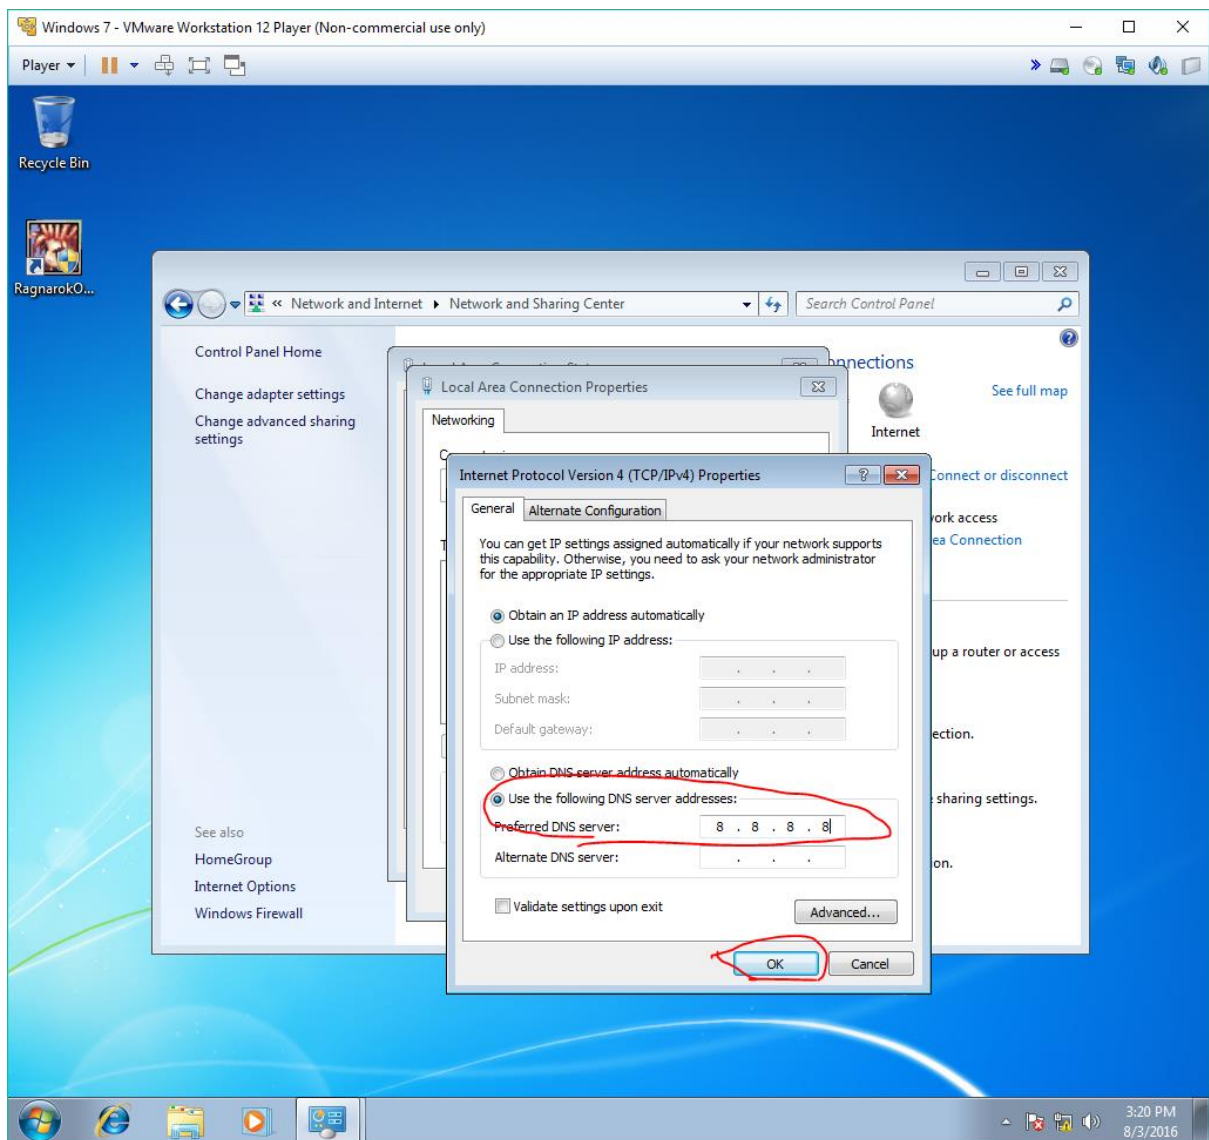 Windows 7 - VMware Workstation 12 Player (Non-commercial use only)
Player
Recycle Bin
RagnarokO...
« Network and Internet Network and Sharing Center
Search Control Panel
Control Panel Home
Change adapter settings
Change advanced sharing
settings
See also
HomeGroup
Internet Options
Windows Firewall
nnections
See full map
Internet
Connect or disconnect
ork access
ea Connection
up a router or access
ection.
sharing settings.
on.
Local Area Connection Properties
Networking
Internet Protocol Version 4 (TCP/IPv4) Properties
General
Alternate Configuration
You can get IP settings assigned automatically if your network supports
this capability. Otherwise, you need to ask your network administrator
for the appropriate IP settings.
Obtain an IP address automatically
Use the following IP address:
IP address: . . .
Subnet mask: . . .
Default gateway: . . .
Obtain DNS server address automatically
Use the following DNS server addresses:
Preferred DNS server: 8 . 8 . 8 . 8
Alternate DNS server: . . .
Validate settings upon exit
Advanced...
OK
Cancel
3:20 PM
8/3/2016